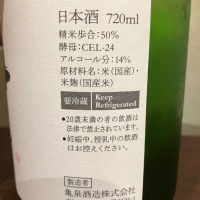 日本酒 720ml
精米歩合：50%
酵母：CEL-24
アルコール分：14%
原材料名：米（国産）・
米麹（国産米）
要冷蔵 Keep
Refrigerated
●20歳未満の者の飲酒は
法律で禁止されています。
●妊娠中、授乳中の飲酒
はお控えください。
製造者
亀泉酒造株式会社